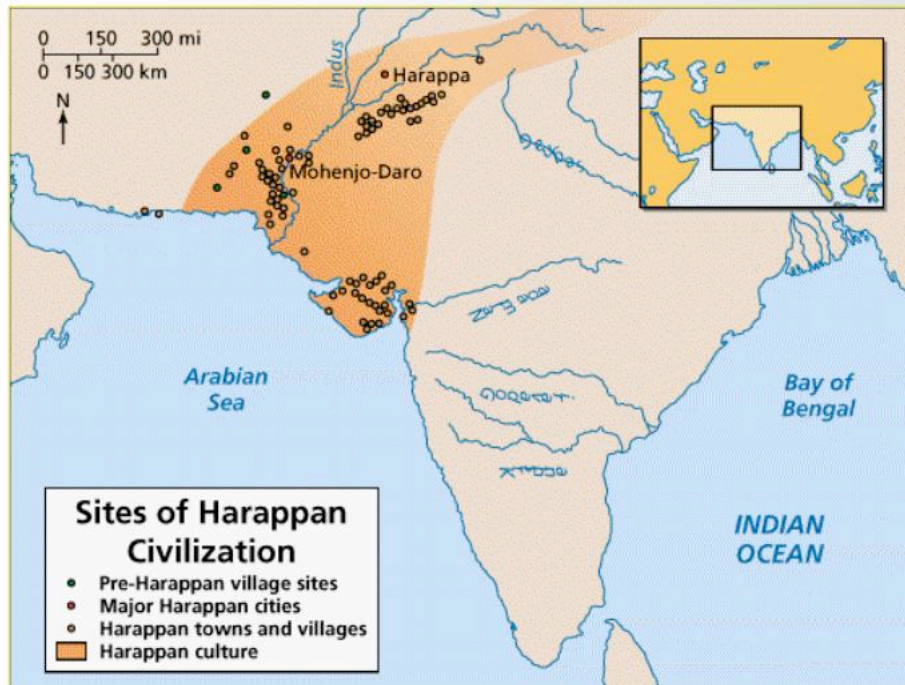 0 150 300 mi
0 150 300 km
N
Indus
Harappa
Mohenjo-Daro
Arabian
Sea
Bay of
Bengal
INDIAN
OCEAN
Sites of Harappan
Civilization
Pre-Harappan village sites
Major Harappan cities
Harappan towns and villages
Harappan culture